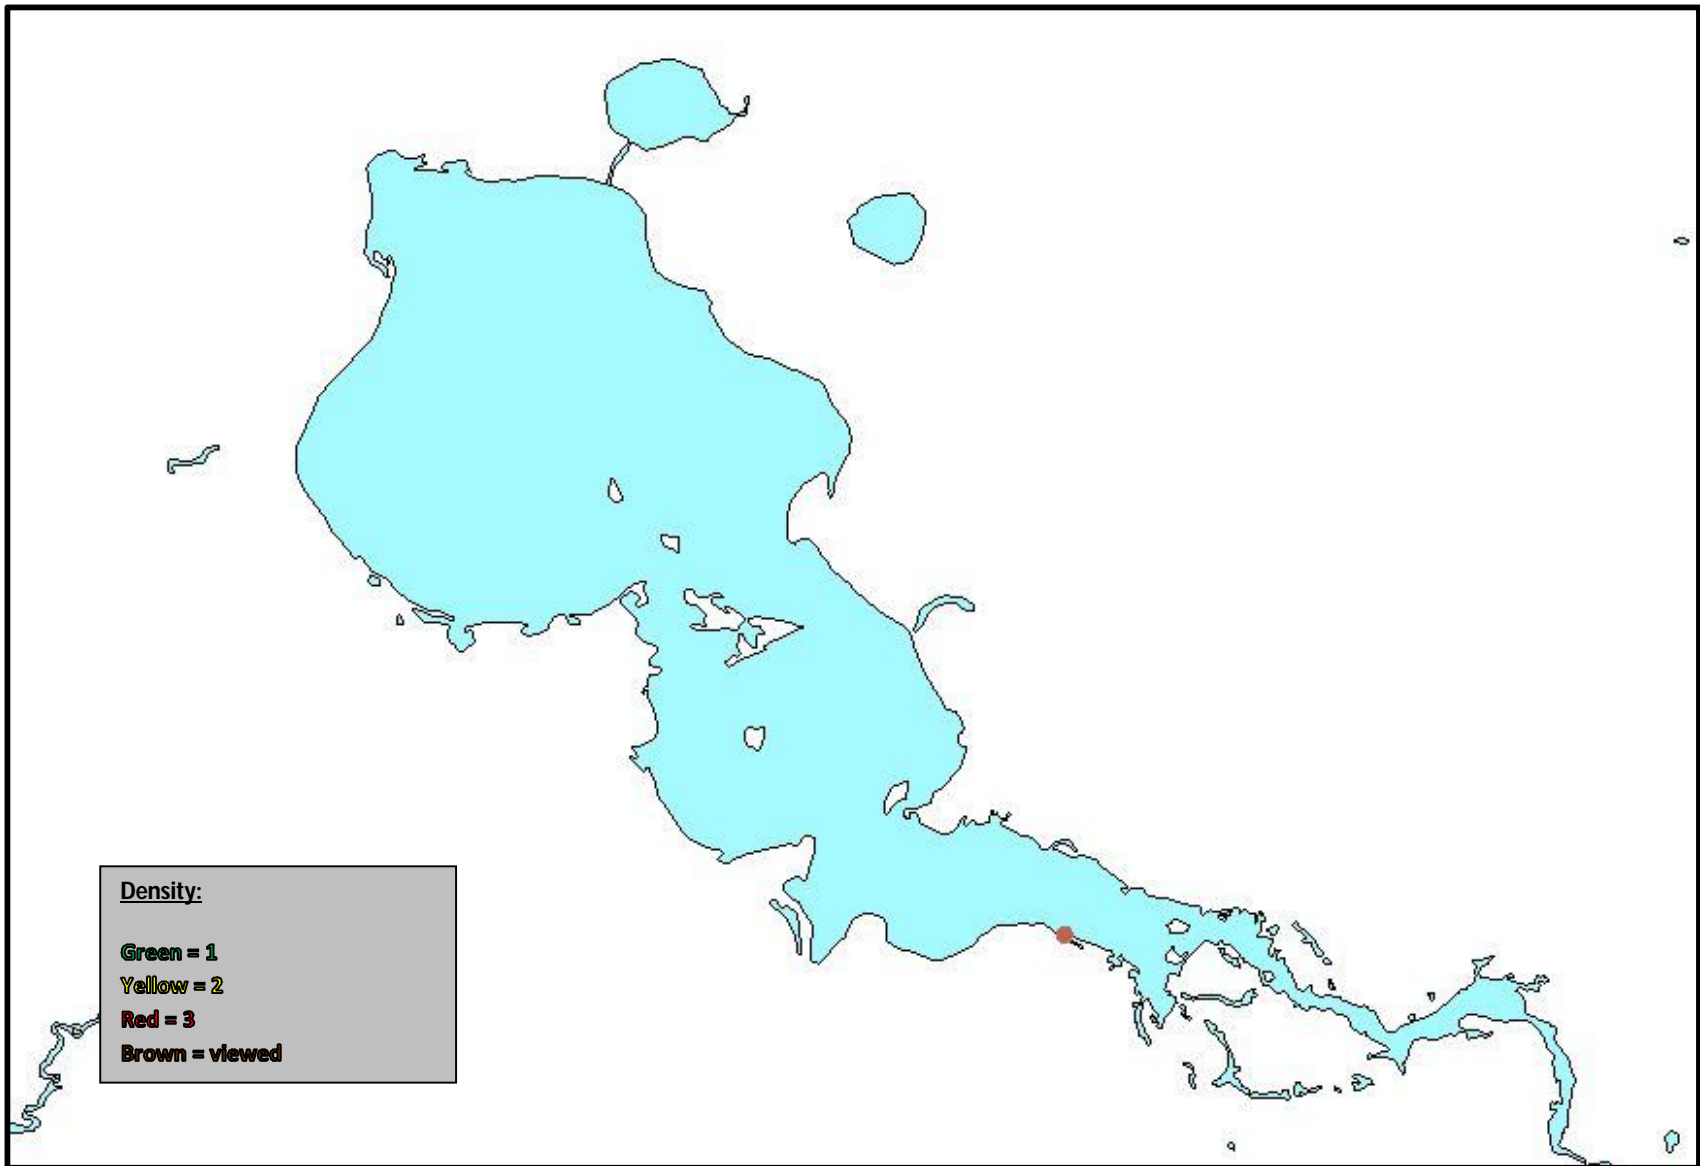 Density:
Green = 1
Yellow = 2
Red = 3
Brown = viewed